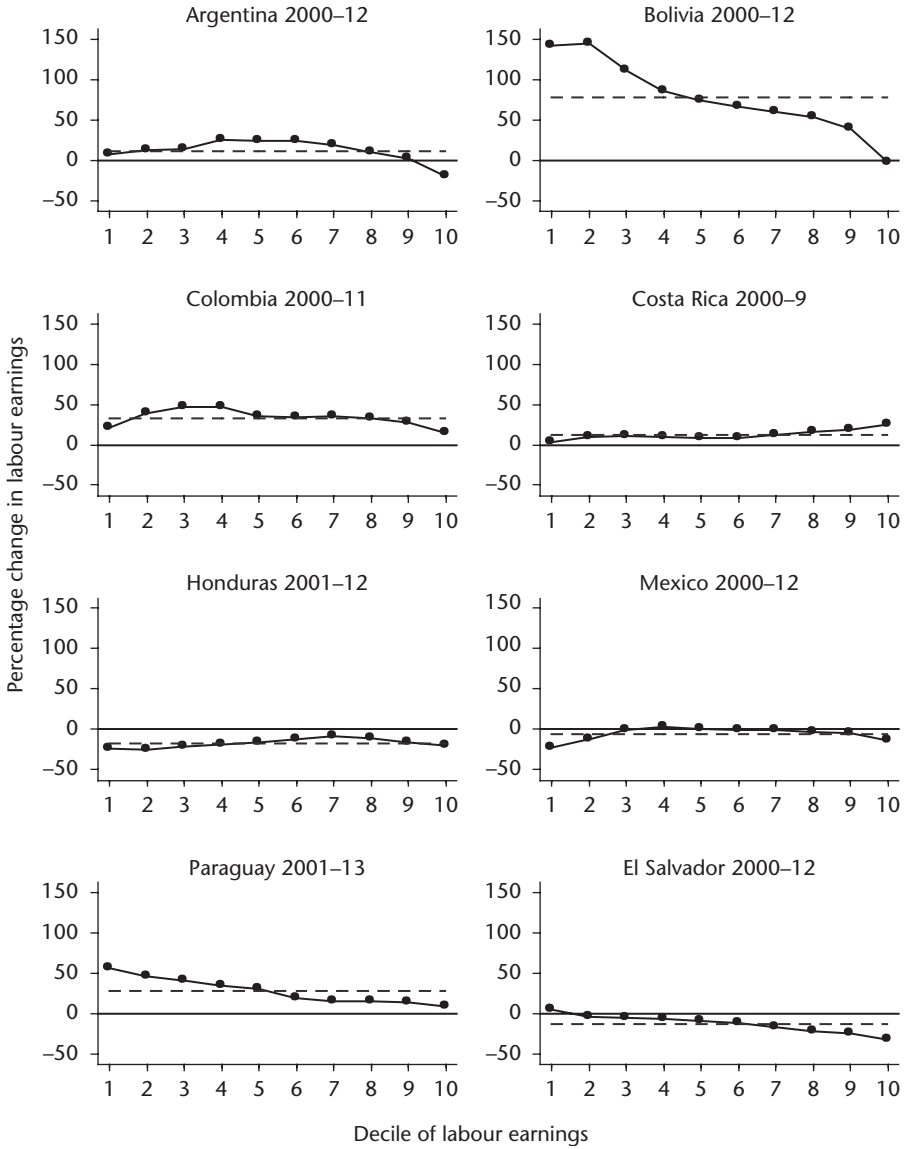 Argentina 2000–12
150
100
50
0
–50
1 2 3 4 5 6 7 8 9 10
Bolivia 2000–12
150
100
50
0
–50
1 2 3 4 5 6 7 8 9 10
Colombia 2000–11
150
100
50
0
–50
1 2 3 4 5 6 7 8 9 10
Costa Rica 2000–9
150
100
50
0
–50
1 2 3 4 5 6 7 8 9 10
Percentage change in labour earnings
Honduras 2001–12
150
100
50
0
–50
1 2 3 4 5 6 7 8 9 10
Mexico 2000–12
150
100
50
0
–50
1 2 3 4 5 6 7 8 9 10
Paraguay 2001–13
150
100
50
0
–50
1 2 3 4 5 6 7 8 9 10
El Salvador 2000–12
150
100
50
0
–50
1 2 3 4 5 6 7 8 9 10
Decile of labour earnings